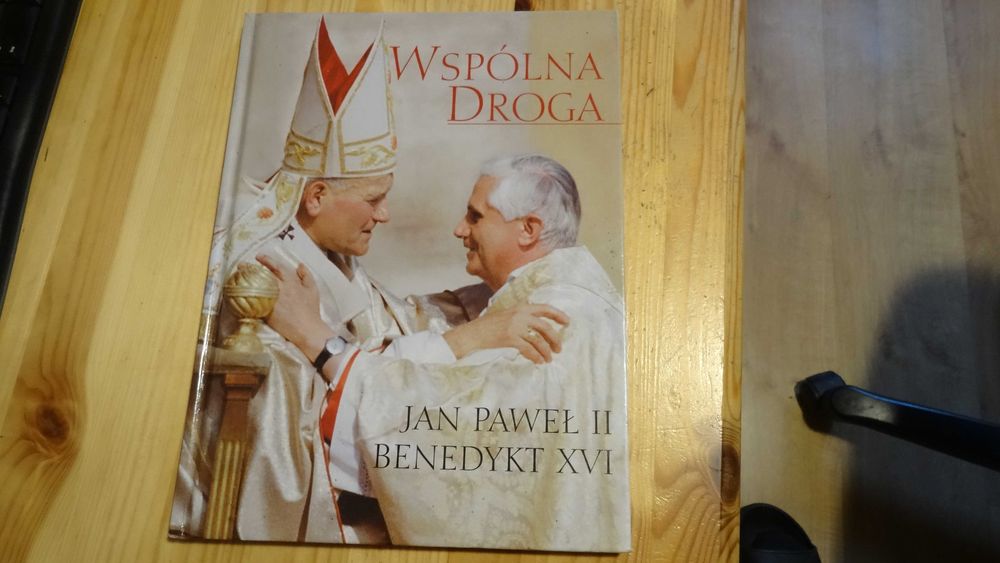 WSPÓLNA
DROGA
JAN PAWEŁ II
BENEDYKT XVI